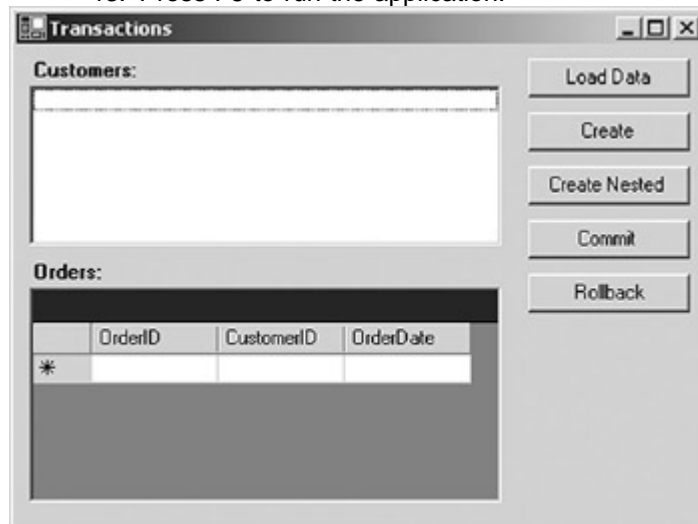 Transactions
Customers:
Load Data
Create
Create Nested
Commit
Orders:
Rollback
OrderID CustomerID OrderDate